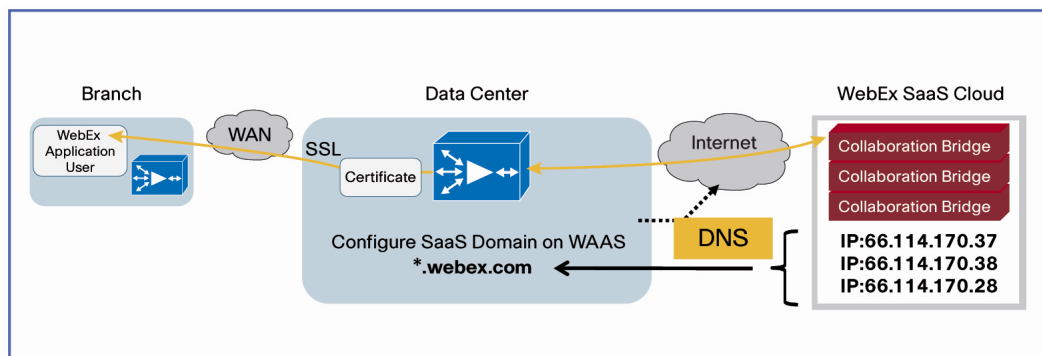 Branch
Data Center
WebEx SaaS Cloud
WebEx
Application
User
WAN
SSL
Certificate
Internet
Collaboration Bridge
Collaboration Bridge
Collaboration Bridge
DNS
Configure SaaS Domain on WAAS
*.webex.com
IP:66.114.170.37
IP:66.114.170.38
IP:66.114.170.28